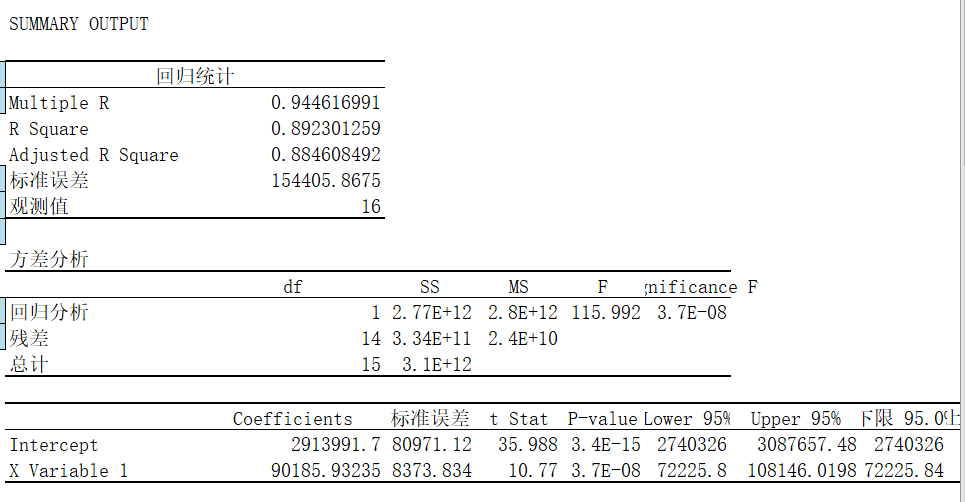 SUMMARY OUTPUT
回归统计
Multiple R 0.944616991
R Square 0.892301259
Adjusted R Square 0.884608492
标准误差 154405.8675
观测值 16
方差分析
df SS MS F gnificance F
回归分析 1 2.77E+12 2.8E+12 115.992 3.7E-08
残差 14 3.34E+11 2.4E+10
总计 15 3.1E+12
Coefficients 标准误差 t Stat P-value Lower 95% Upper 95% 下限 95.0%
Intercept 2913991.7 80971.12 35.988 3.4E-15 2740326 3087657.48 2740326
X Variable 1 90185.93235 8373.834 10.77 3.7E-08 72225.8 108146.0198 72225.84